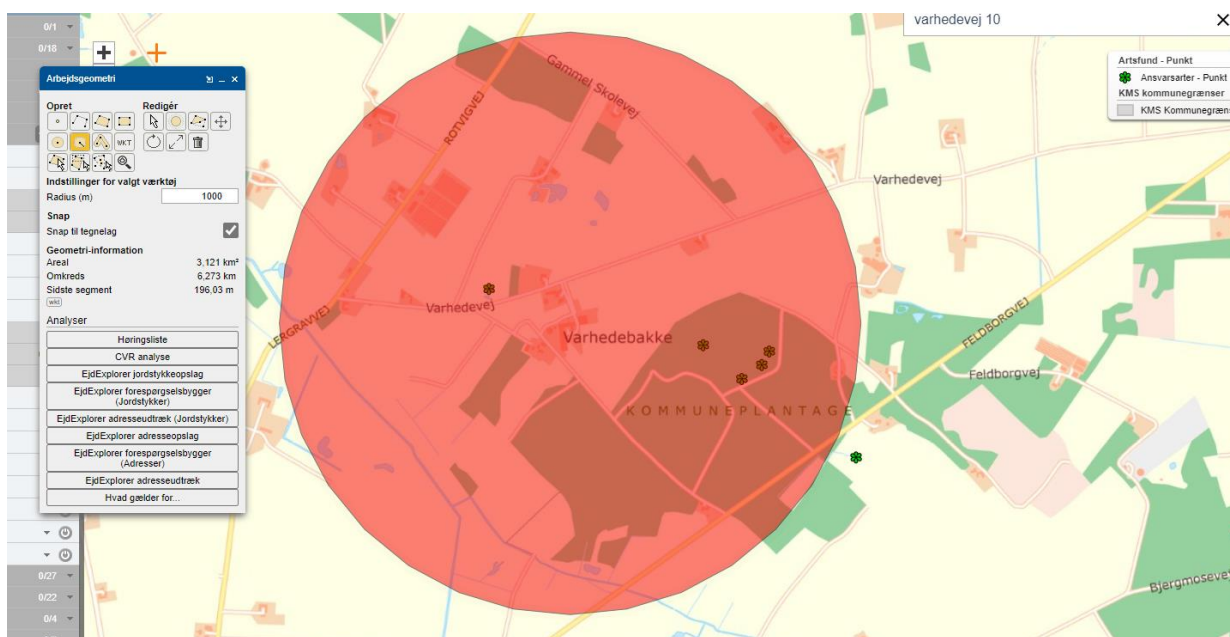 0/1
0/18
varhedevej 10
Arbejdsgeometri
Opret Redigér
WKT
Indstillinger for valgt værktøj
Radius (m) 1000
Snap
Snap til tegnelag
Geometri-information
Areal 3,121 km²
Omkreds 6,273 km
Sidste segment 196,03 m
wkt
Analyser
Høringsliste
CVR analyse
EjdExplorer jordstykkeopslag
EjdExplorer forespørgselsbygger
(Jordstykker)
EjdExplorer adresseudtræk (Jordstykker)
EjdExplorer adresseopslag
EjdExplorer forespørgselsbygger
(Adresser)
EjdExplorer adresseudtræk
Hvad gælder for...
0/27
0/22
0/4
Artsfund - Punkt
Ansvarsarter - Punkt
KMS kommunegrænser
KMS Kommunegræns
Gammel Skolevej
ROTVIGVEJ
Varhedevej
Varhedevej
LERGRAVVEJ
Varhedebakke
FELDBORGVEJ
Feldborgvej
KOMMUNEPLANTAGE
Bjergmosevej